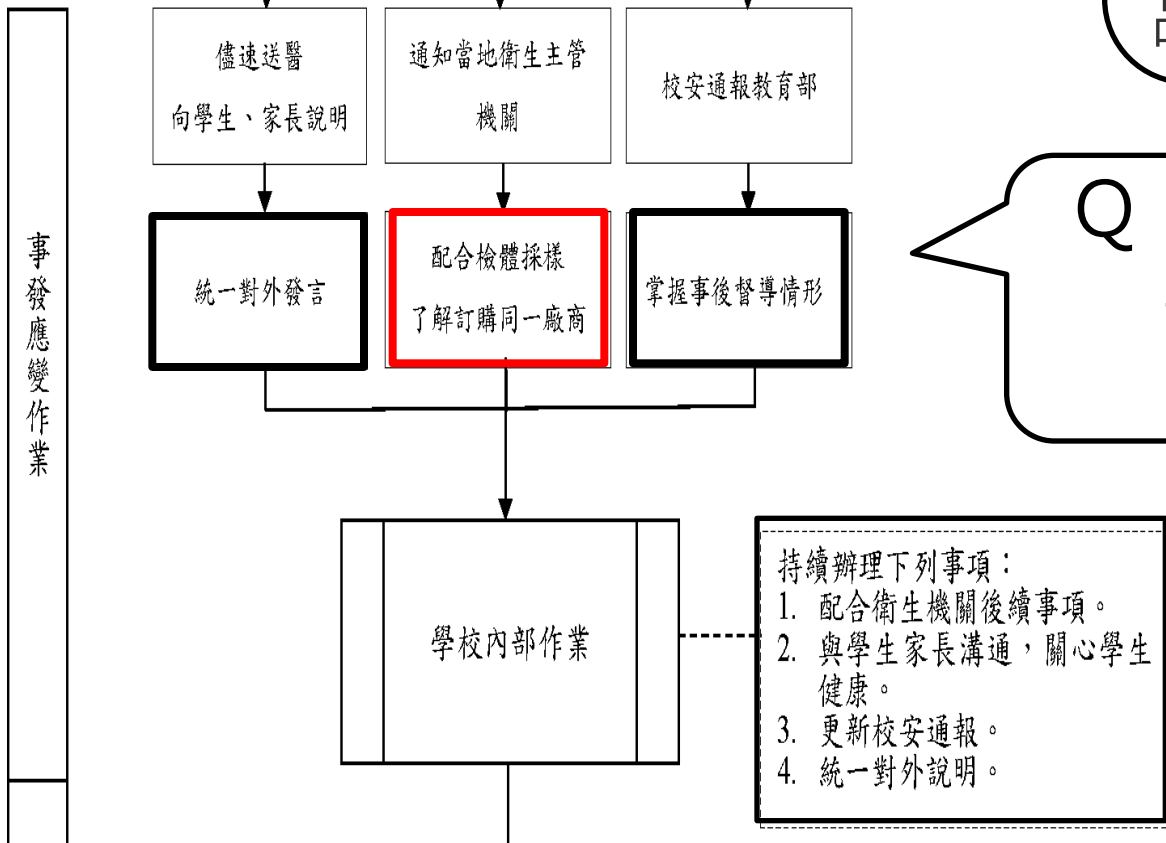 儘速送醫
向學生、家長說明
通知當地衛生主管
機關
校安通報教育部
統一對外發言
配合檢體採樣
了解訂購同一廠商
掌握事後督導情形
Q
事發應變作業
學校內部作業
持續辦理下列事項：
1. 配合衛生機關後續事項。
2. 與學生家長溝通，關心學生
健康。
3. 更新校安通報。
4. 統一對外說明。